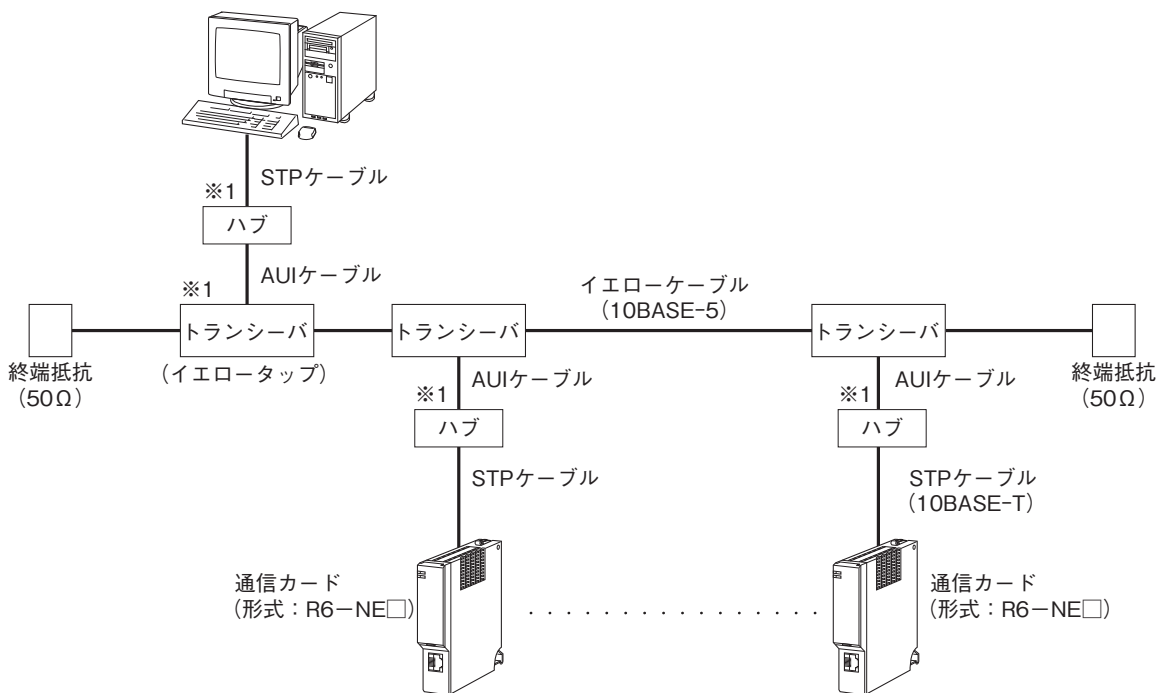 STPケーブル
※1
ハブ
AUIケーブル
※1
トランシーバ
(イエロータップ)
終端抵抗
(50Ω)
トランシーバ
イエローケーブル
(10BASE-5)
トランシーバ
終端抵抗
(50Ω)
AUIケーブル
※1
ハブ
STPケーブル
AUIケーブル
※1
ハブ
STPケーブル
(10BASE-T)
通信カード
(形式：R6－NE□)
通信カード
(形式：R6－NE□)